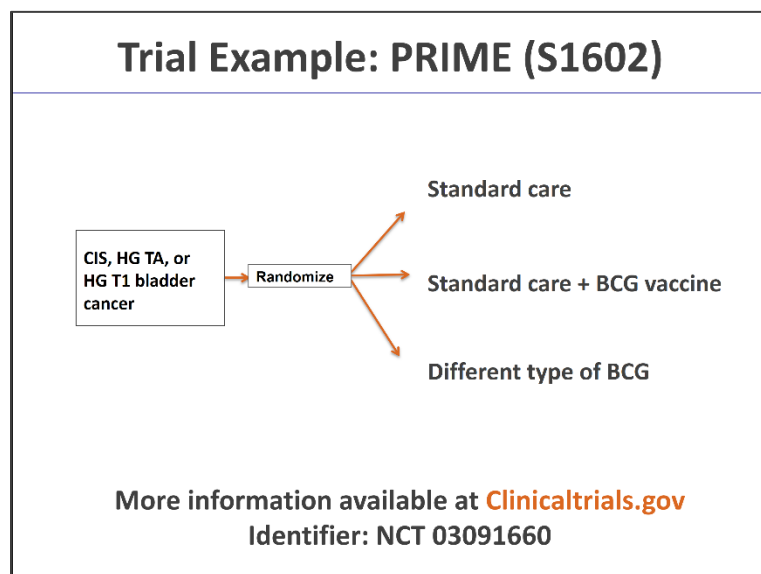 Trial Example: PRIME (S1602)
Standard care
CIS, HG TA, or
HG T1 bladder
cancer
Randomize
Standard care + BCG vaccine
Different type of BCG
More information available at Clinicaltrials.gov
Identifier: NCT 03091660